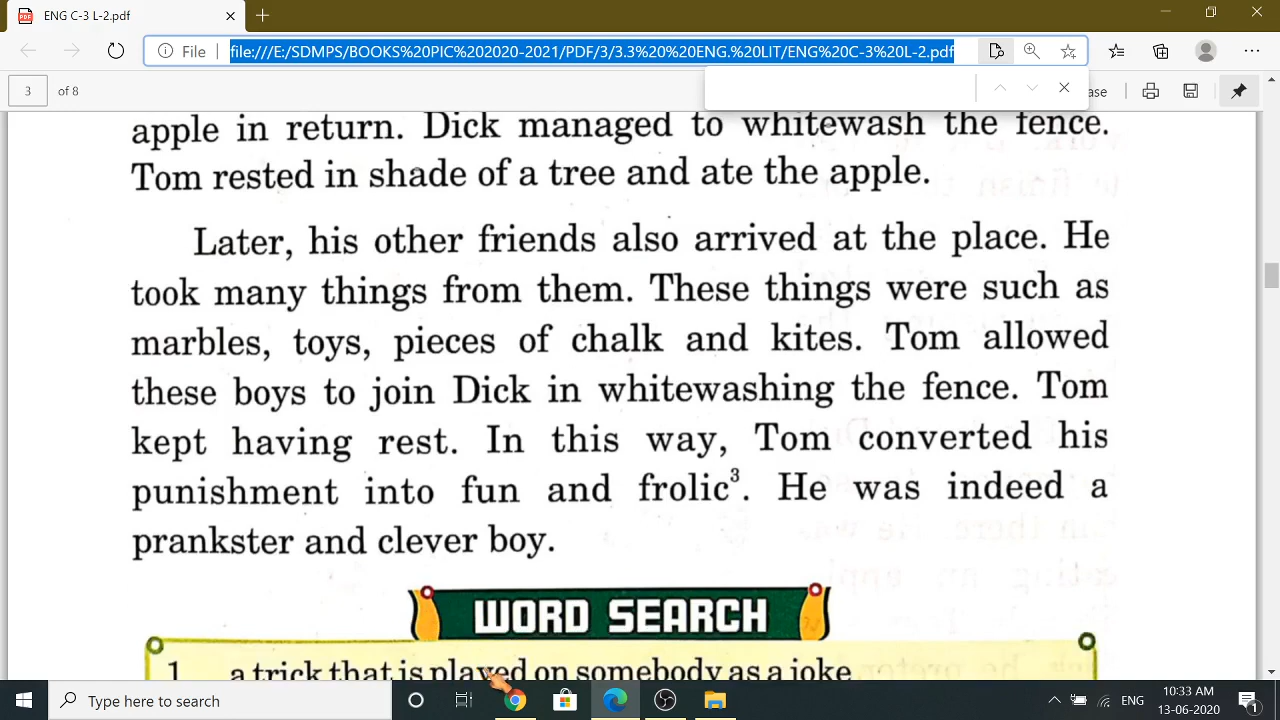 ENG C-3 L-2.pdf
File file:///E:/SDMPS/BOOKS%20PIC%202020-2021/PDF/3/3.3%20%20ENG.%20LIT/ENG%20C-3%20L-2.pdf
3 of 8
ase
apple in return. Dick managed to whitewash the fence.
Tom rested in shade of a tree and ate the apple.
Later, his other friends also arrived at the place. He
took many things from them. These things were such as
marbles, toys, pieces of chalk and kites. Tom allowed
these boys to join Dick in whitewashing the fence. Tom
kept having rest. In this way, Tom converted his
punishment into fun and frolic³. He was indeed a
prankster and clever boy.
WORD SEARCH
1 a trick that is played on somebody as a joke
Type here to search
ENG
10:33 AM
13-06-2020
1